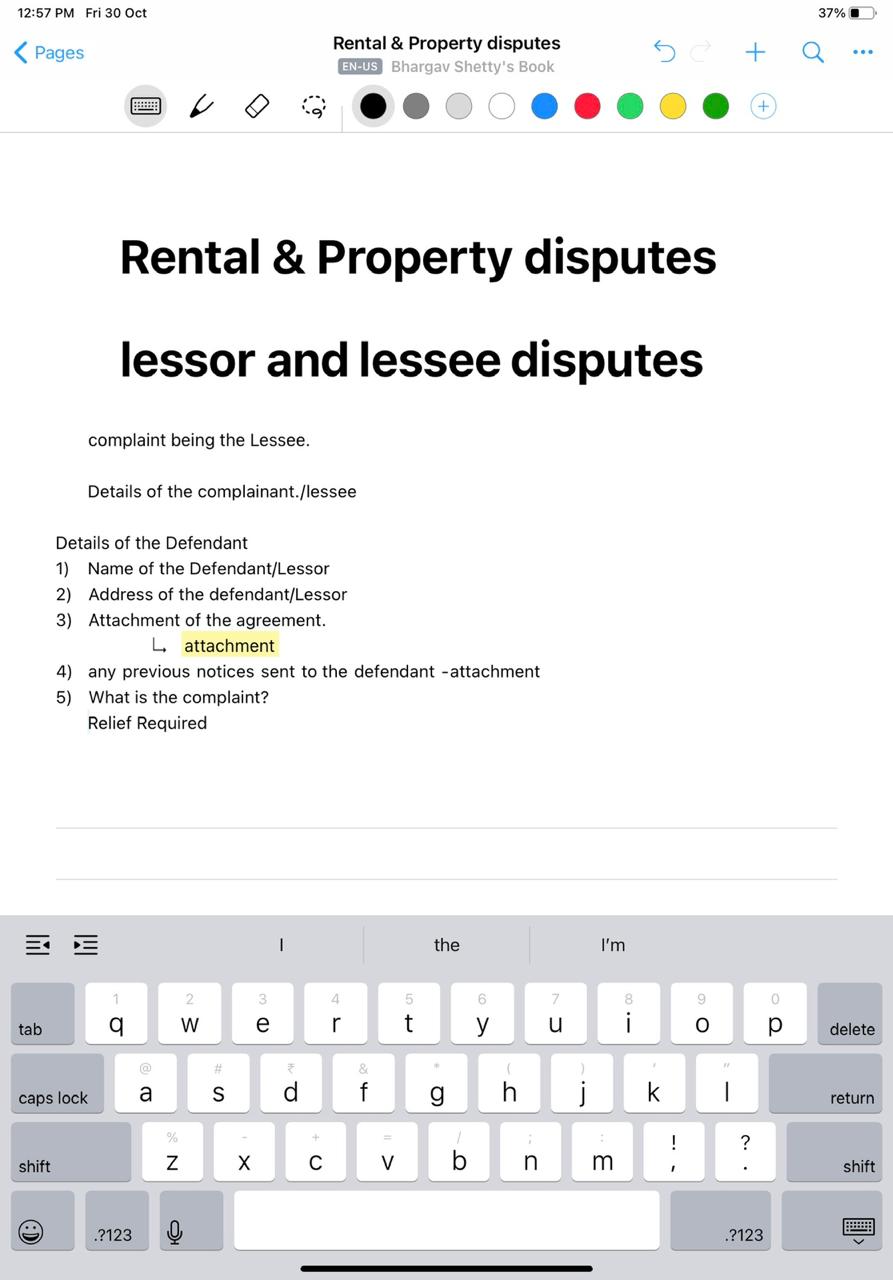 12:57 PM Fri 30 Oct 37%
Pages Rental & Property disputes
EN-US Bhargav Shetty's Book
Rental & Property disputes
lessor and lessee disputes
complaint being the Lessee.
Details of the complainant./lessee
Details of the Defendant
1) Name of the Defendant/Lessor
2) Address of the defendant/Lessor
3) Attachment of the agreement.
attachment
4) any previous notices sent to the defendant -attachment
5) What is the complaint?
Relief Required
I the I'm
1 2 3 4 5 6 7 8 9 0
tab q w e r t y u i o p delete
@ # ₹ & * ( ) ' "
caps lock a s d f g h j k l return
% - + = / ; : ! ?
shift z x c v b n m , . shift
.?123 .?123